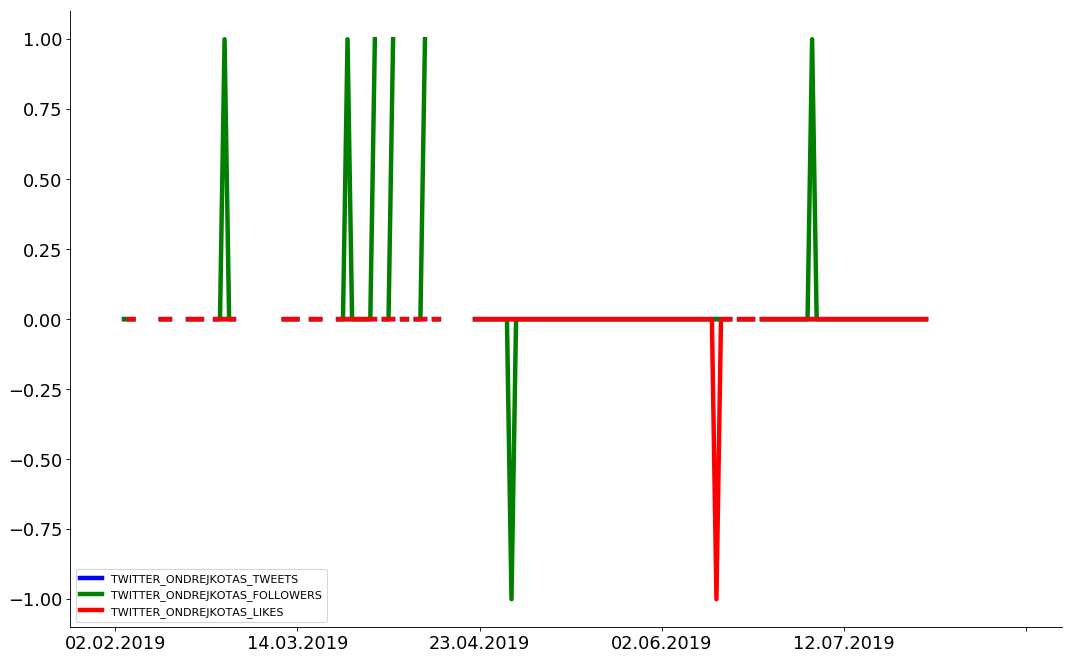 1.00
0.75
0.50
0.25
0.00
−0.25
−0.50
−0.75
−1.00
TWITTER_ONDREJKOTAS_TWEETS
TWITTER_ONDREJKOTAS_FOLLOWERS
TWITTER_ONDREJKOTAS_LIKES
02.02.2019 14.03.2019 23.04.2019 02.06.2019 12.07.2019